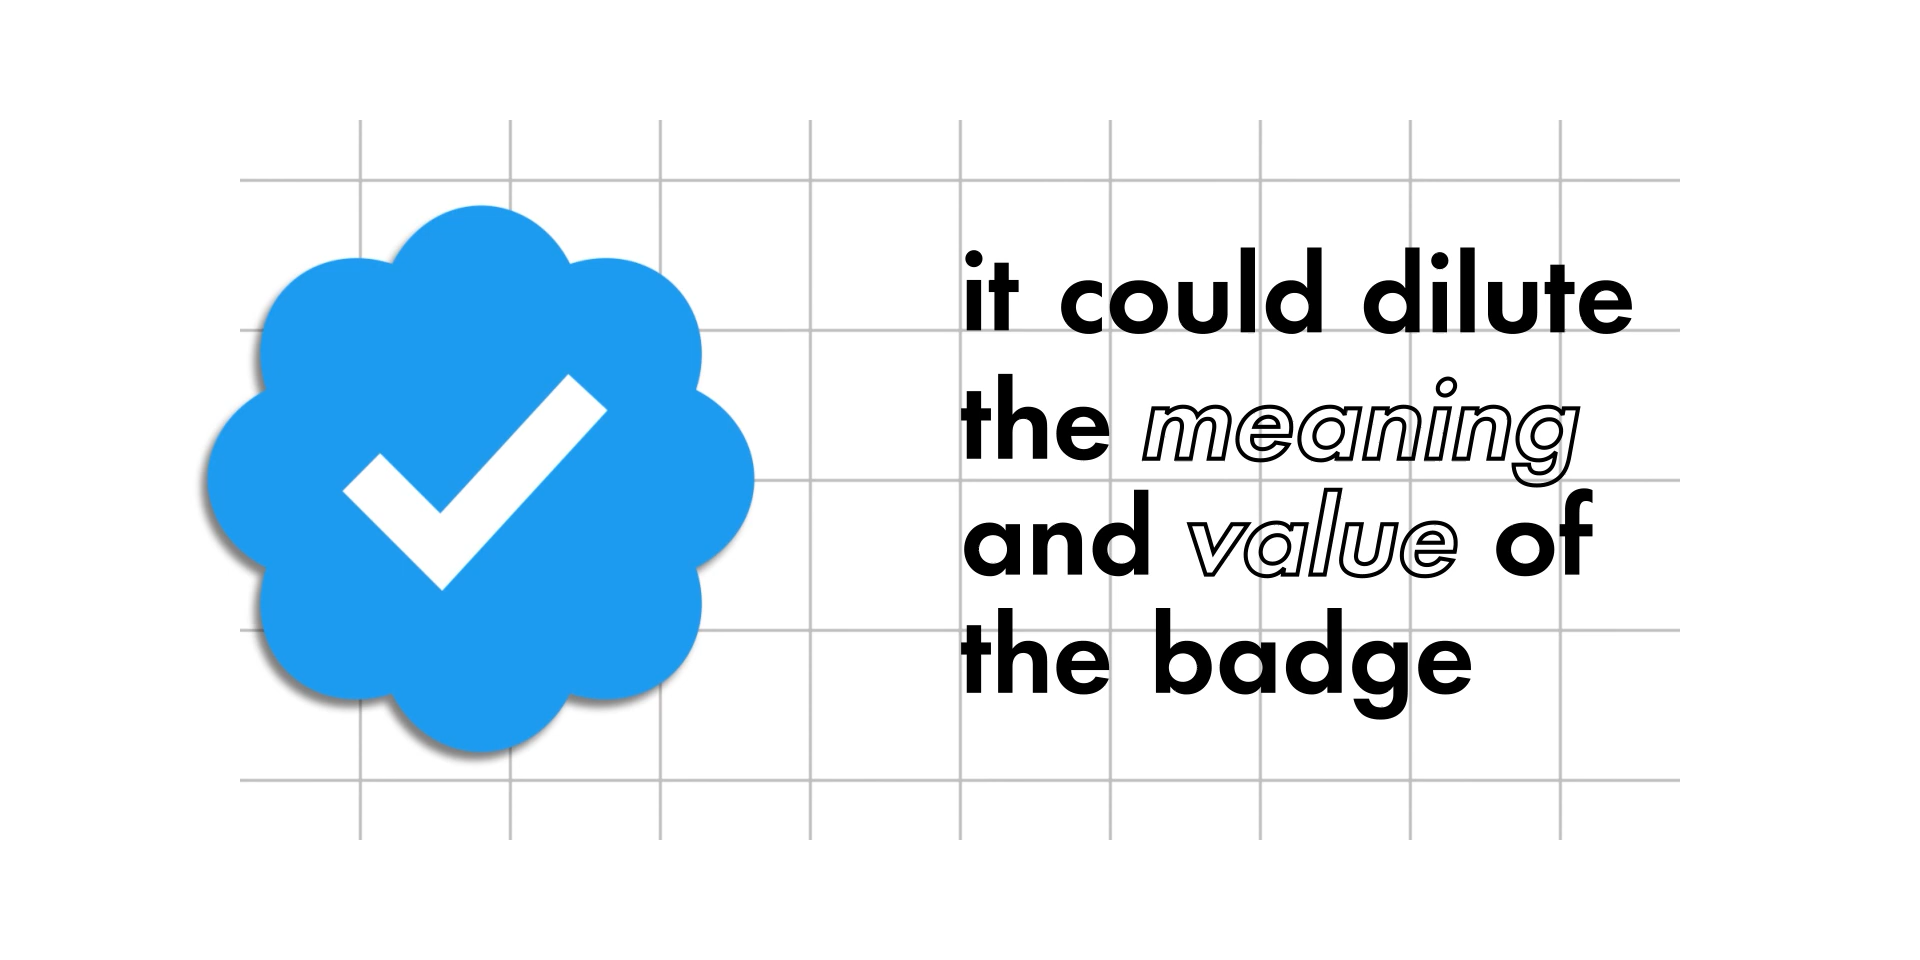 it could dilute
the meaning
and value of
the badge